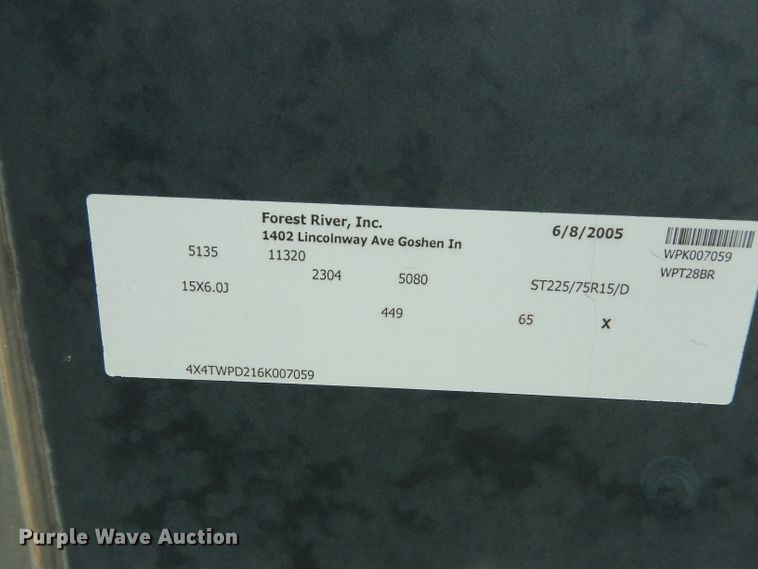 Forest River, Inc.
1402 Lincolnway Ave Goshen In
6/8/2005
WPK007059
5135 11320
WPT28BR
2304 5080
15X6.0J ST225/75R15/D
449 65 X
4X4TWPD216K007059
Purple Wave Auction